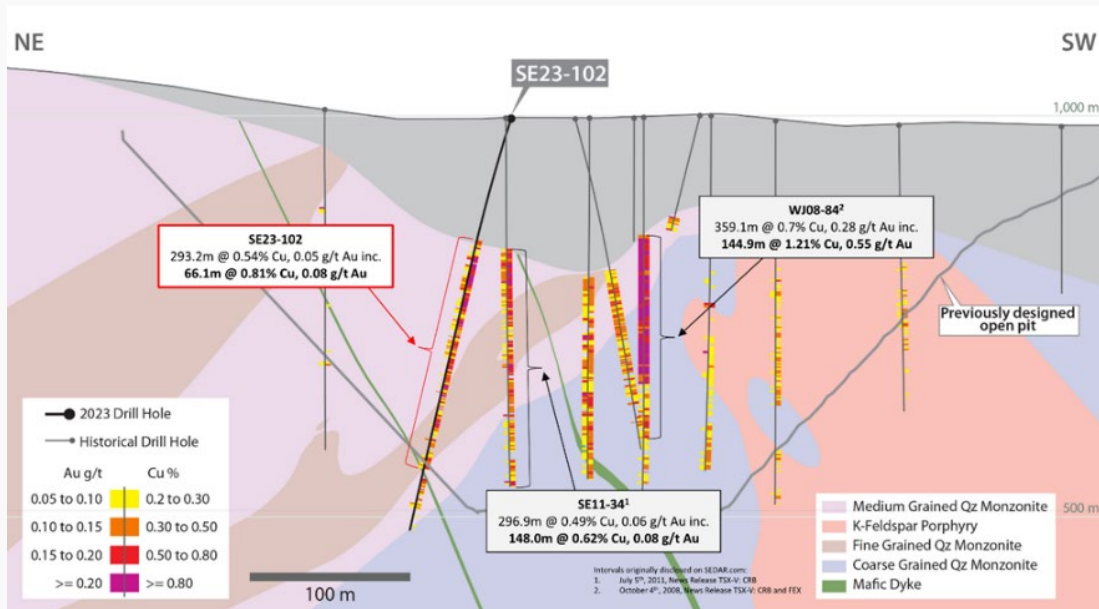 NE
SW
SE23-102
1,000 m
SE23-102
293.2m @ 0.54% Cu, 0.05 g/t Au inc.
66.1m @ 0.81% Cu, 0.08 g/t Au
WJ08-84²
359.1m @ 0.7% Cu, 0.28 g/t Au
144.9m @ 1.21% Cu, 0.55 g/t Au
Previously designed
open pit
2023 Drill Hole
Historical Drill Hole
Au g/t Cu %
0.05 to 0.10 0.2 to 0.30
0.10 to 0.15 0.30 to 0.50
0.15 to 0.20 0.50 to 0.80
>= 0.20 >= 0.80
100 m
SE11-34¹
296.9m @ 0.49% Cu, 0.06 g/t Au inc.
148.0m @ 0.62% Cu, 0.08 g/t Au
500 m
Medium Grained Qz Monzonite
K-Feldspar Porphyry
Fine Grained Qz Monzonite
Coarse Grained Qz Monzonite
Mafic Dyke
Intervals originally disclosed on SEDAR.com:
1. July 5th, 2011, News Release TSX-V: CRB
2. October 4th, 2008, News Release TSX-V: CRB and FEX